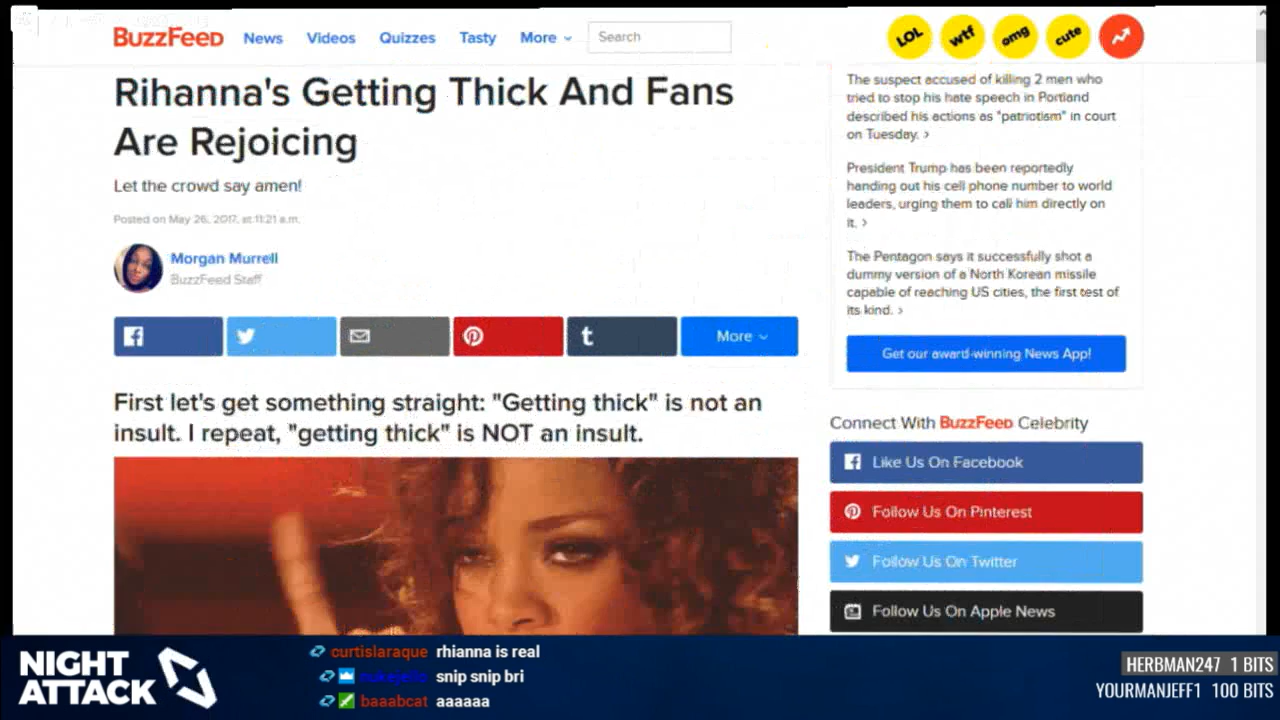 BuzzFeeD News Videos Quizzes Tasty More Search
LOL wtf omg cute
Rihanna's Getting Thick And Fans
Are Rejoicing
Let the crowd say amen!
Posted on May 26, 2017, at 11:21 a.m.
Morgan Murrell
BuzzFeed Staff
More
First let's get something straight: "Getting thick" is not an
insult. I repeat, "getting thick" is NOT an insult.
The suspect accused of killing 2 men who
tried to stop his hate speech in Portland
described his actions as "patriotism" in court
on Tuesday. ›
President Trump has been reportedly
handing out his cell phone number to world
leaders, urging them to call him directly on
it. ›
The Pentagon says it successfully shot a
dummy version of a North Korean missile
capable of reaching US cities, the first test of
its kind. ›
Get our award-winning News App!
Connect With BuzzFeeD Celebrity
Like Us On Facebook
Follow Us On Pinterest
Follow Us On Twitter
Follow Us On Apple News
NIGHT
ATTACK
curtislaraque rhianna is real
snip snip bri
baaabcat aaaaaa
HERBMAN247 1 BITS
YOURMANJEFF1 100 BITS